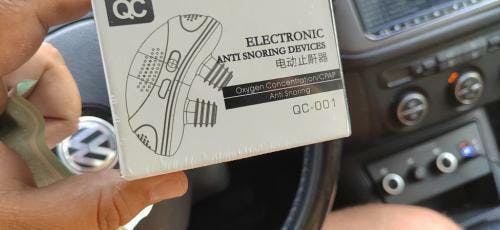 QC
ELECTRONIC
ANTI SNORING DEVICES
电动止鼾器
Oxygen Concentration/CPAP
Anti Snoring
QC-001